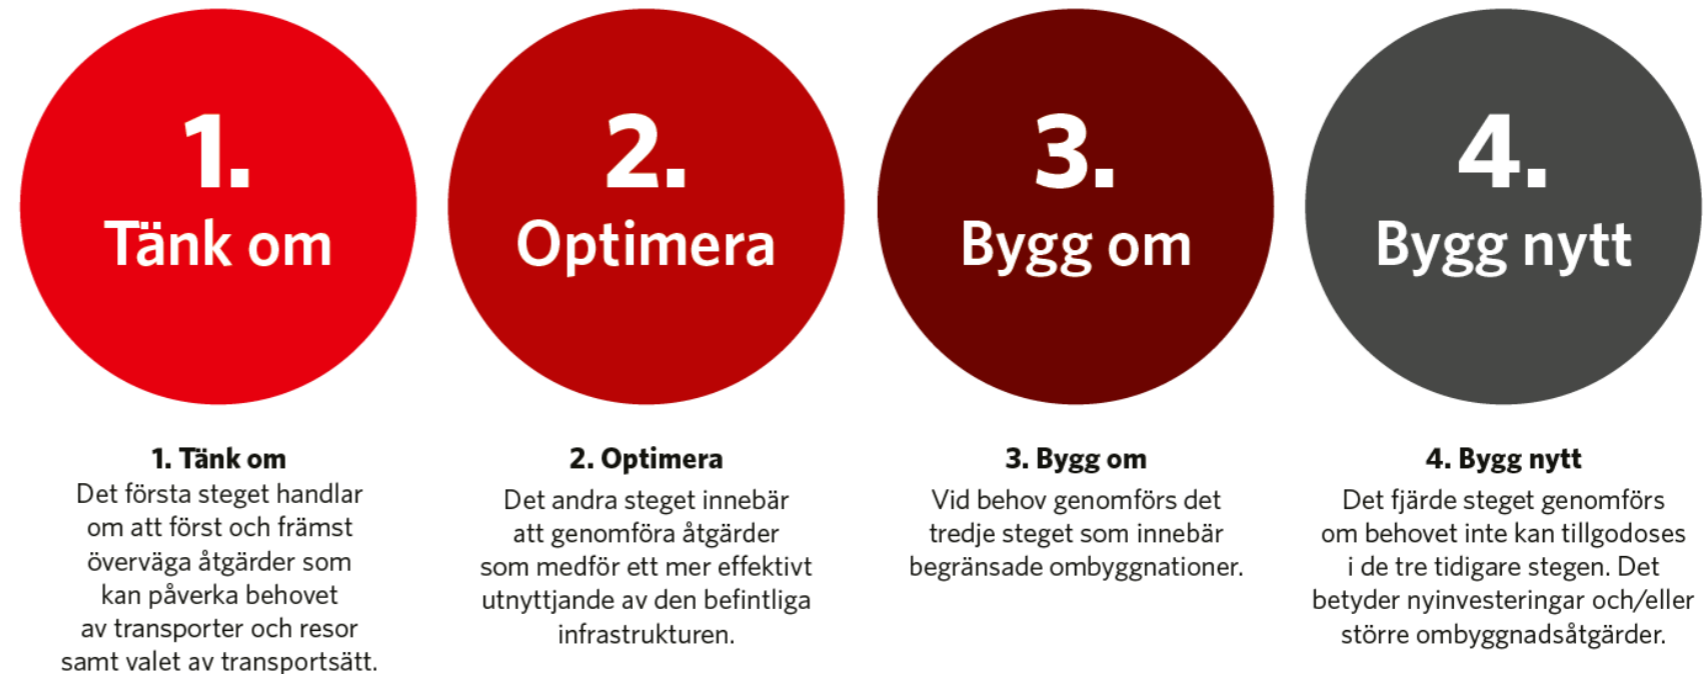 1.
Tänk om
2.
Optimera
3.
Bygg om
4.
Bygg nytt
1. Tänk om
Det första steget handlar
om att först och främst
överväga åtgärder som
kan påverka behovet
av transporter och resor
samt valet av transportsätt.
2. Optimera
Det andra steget innebär
att genomföra åtgärder
som medför ett mer effektivt
utnyttjande av den befintliga
infrastrukturen.
3. Bygg om
Vid behov genomförs det
tredje steget som innebär
begränsade ombyggnationer.
4. Bygg nytt
Det fjärde steget genomförs
om behovet inte kan tillgodoses
i de tre tidigare stegen. Det
betyder nyinvesteringar och/eller
större ombyggnadsåtgärder.